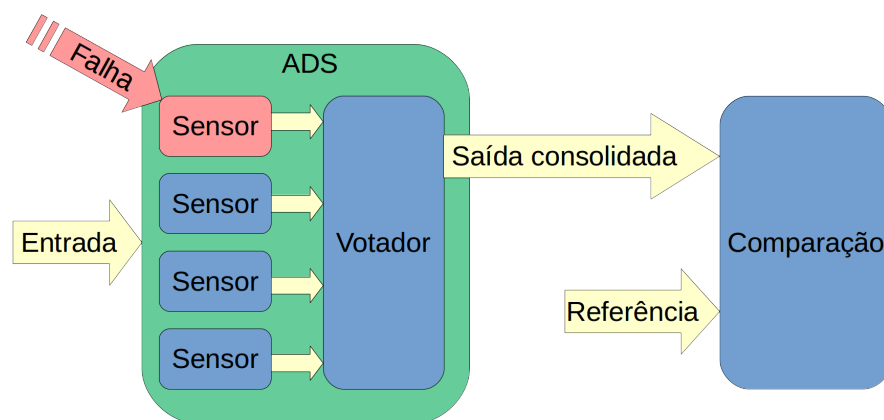 Falha
ADS
Sensor
Sensor
Sensor
Sensor
Entrada
Votador
Saída consolidada
Referência
Comparação